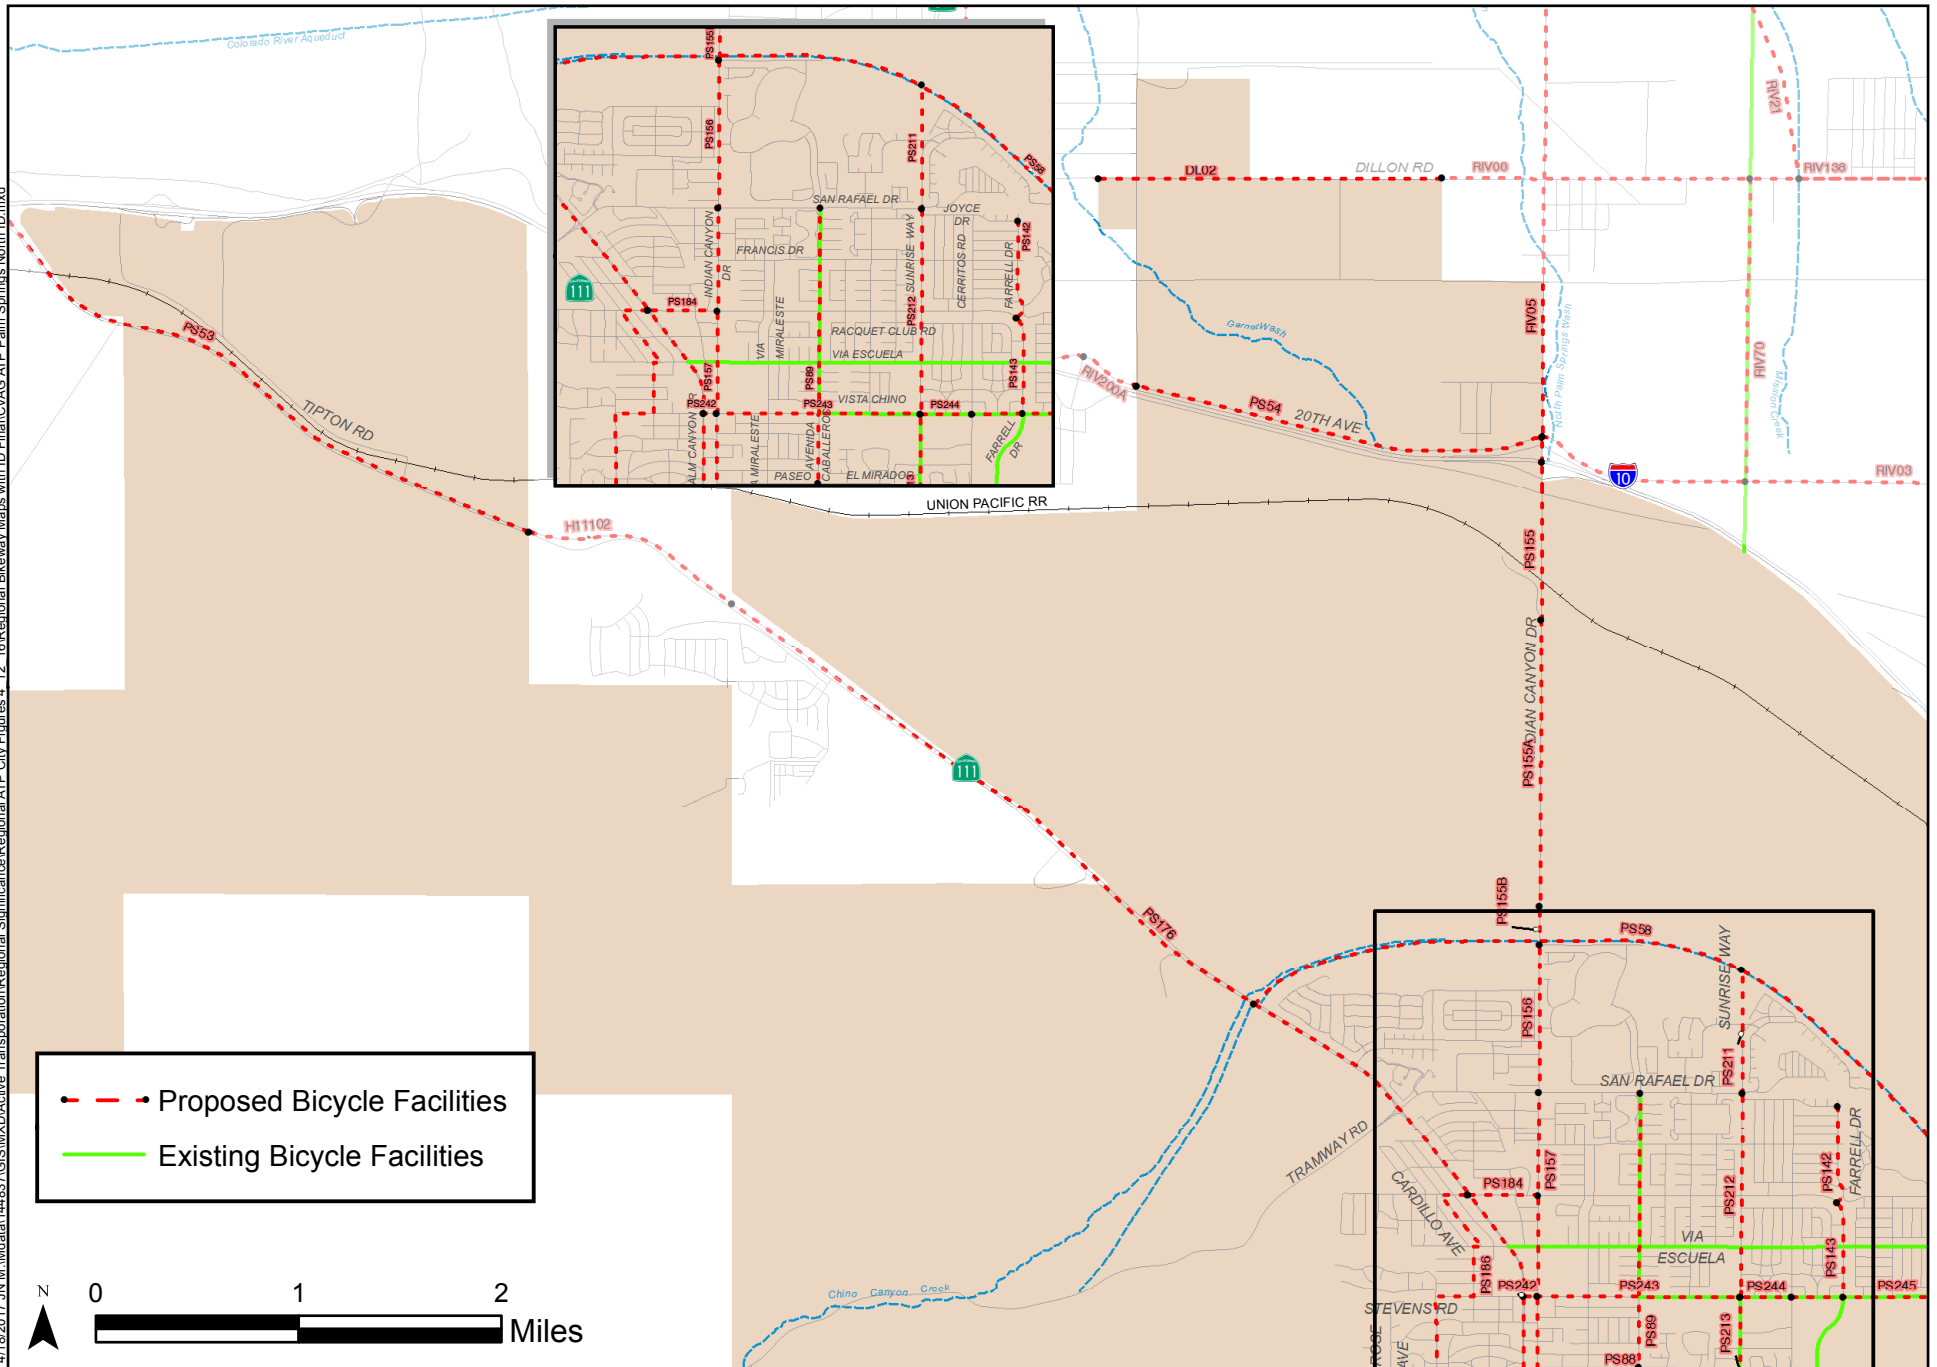 Colorado River Aqueduct
PS155
PS156
PS211
PS58
SAN RAFAEL DR
JOYCE
DR
INDIAN CANYON
DR
FRANCIS DR
SUNRISE WAY
CERRITOS RD
FARRELL DR
PS142
111
PS184
VIA
MIRALESTE
PS212
RACQUET CLUB RD
VIA ESCUELA
PS157
PS89
PS143
PS242
PS243
VISTA CHINO
PS244
AVENIDA
CABALLEROS
FARRELL
DR
PASEO
EL MIRADOR
DL02
DILLON RD
RIV00
RIV21
RIV138
RIV05
North Palm Springs Wash
Garnet Wash
RIV70
Mission Creek
RIV200A
PS54
20TH AVE
10
RIV03
PS53
TIPTON RD
UNION PACIFIC RR
H11102
PS155
DIAN CANYON DR
PS155A
111
PS176
PS155B
PS58
SUNRISE WAY
PS156
PS211
SAN RAFAEL DR
FARRELL DR
PS142
TRAMWAY RD
CARDILLO AVE
PS184
PS157
PS212
VIA
ESCUELA
PS143
PS186
PS242
PS243
PS244
PS245
STEVENS RD
PS89
PS213
PS88
ROSE
AVE
Chino Canyon Creek
Proposed Bicycle Facilities
Existing Bicycle Facilities
N
0 1 2
Miles